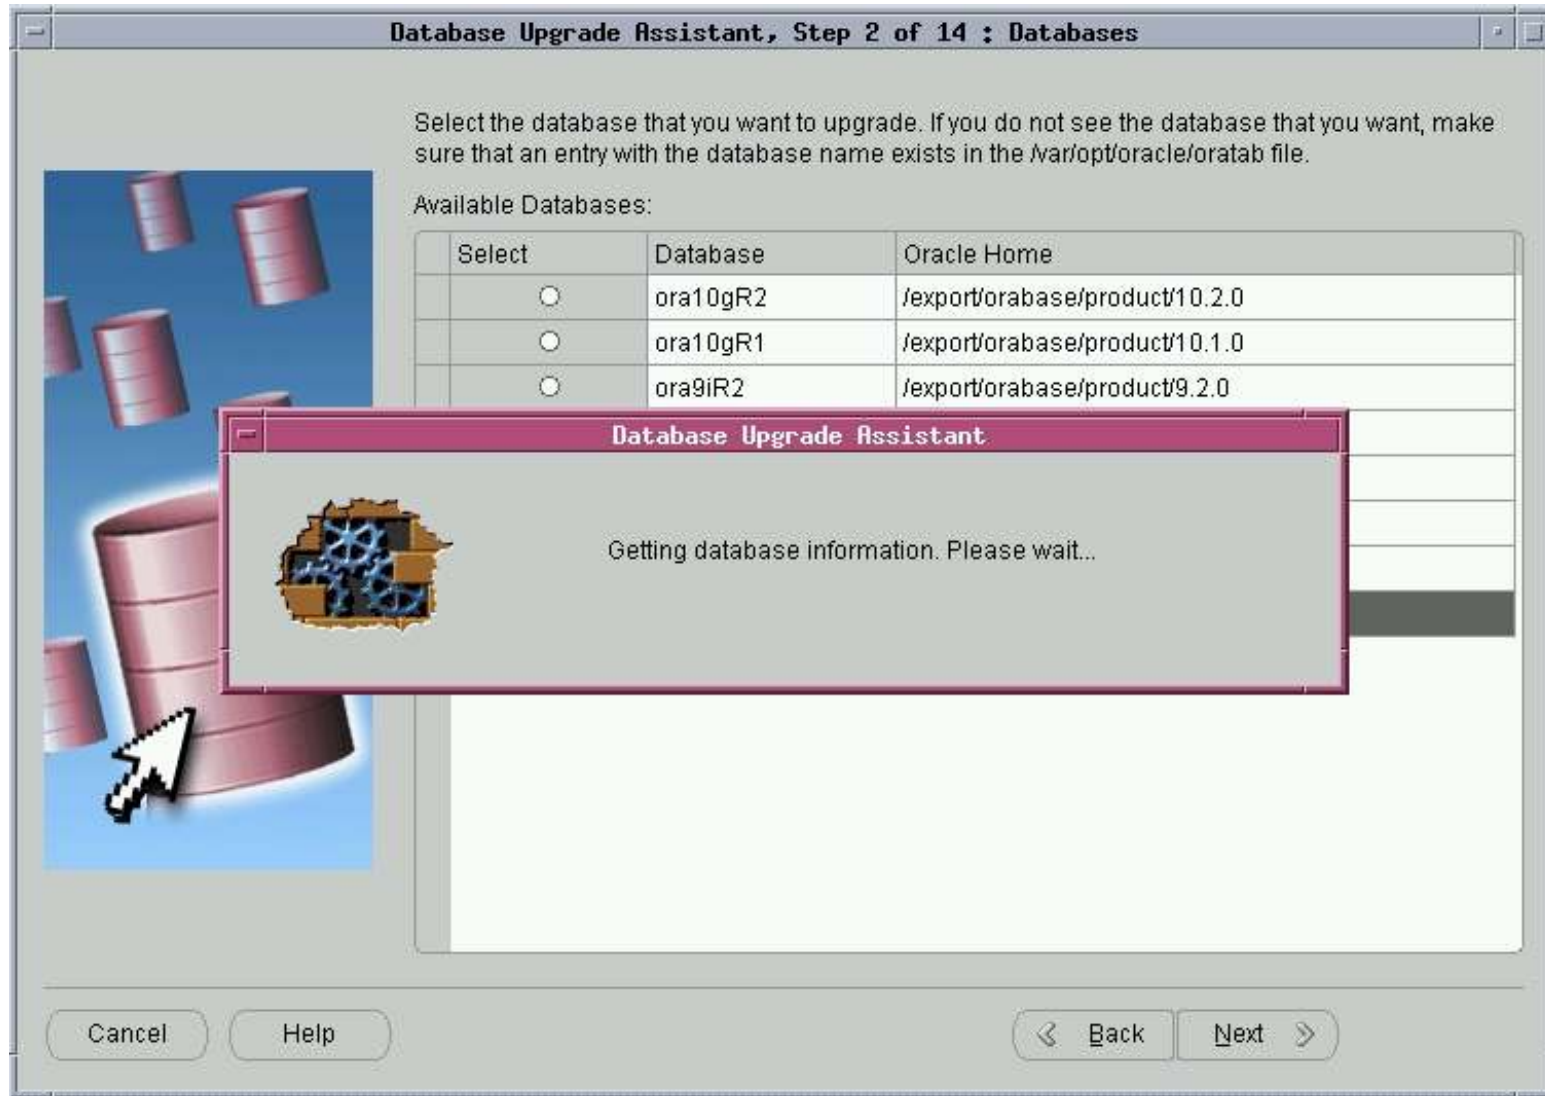 Database Upgrade Assistant, Step 2 of 14 : Databases
Select the database that you want to upgrade. If you do not see the database that you want, make
sure that an entry with the database name exists in the /var/opt/oracle/oratab file.
Available Databases:
Select Database Oracle Home
ora10gR2 /export/orabase/product/10.2.0
ora10gR1 /export/orabase/product/10.1.0
ora9iR2 /export/orabase/product/9.2.0
Database Upgrade Assistant
Getting database information. Please wait...
Cancel Help Back Next